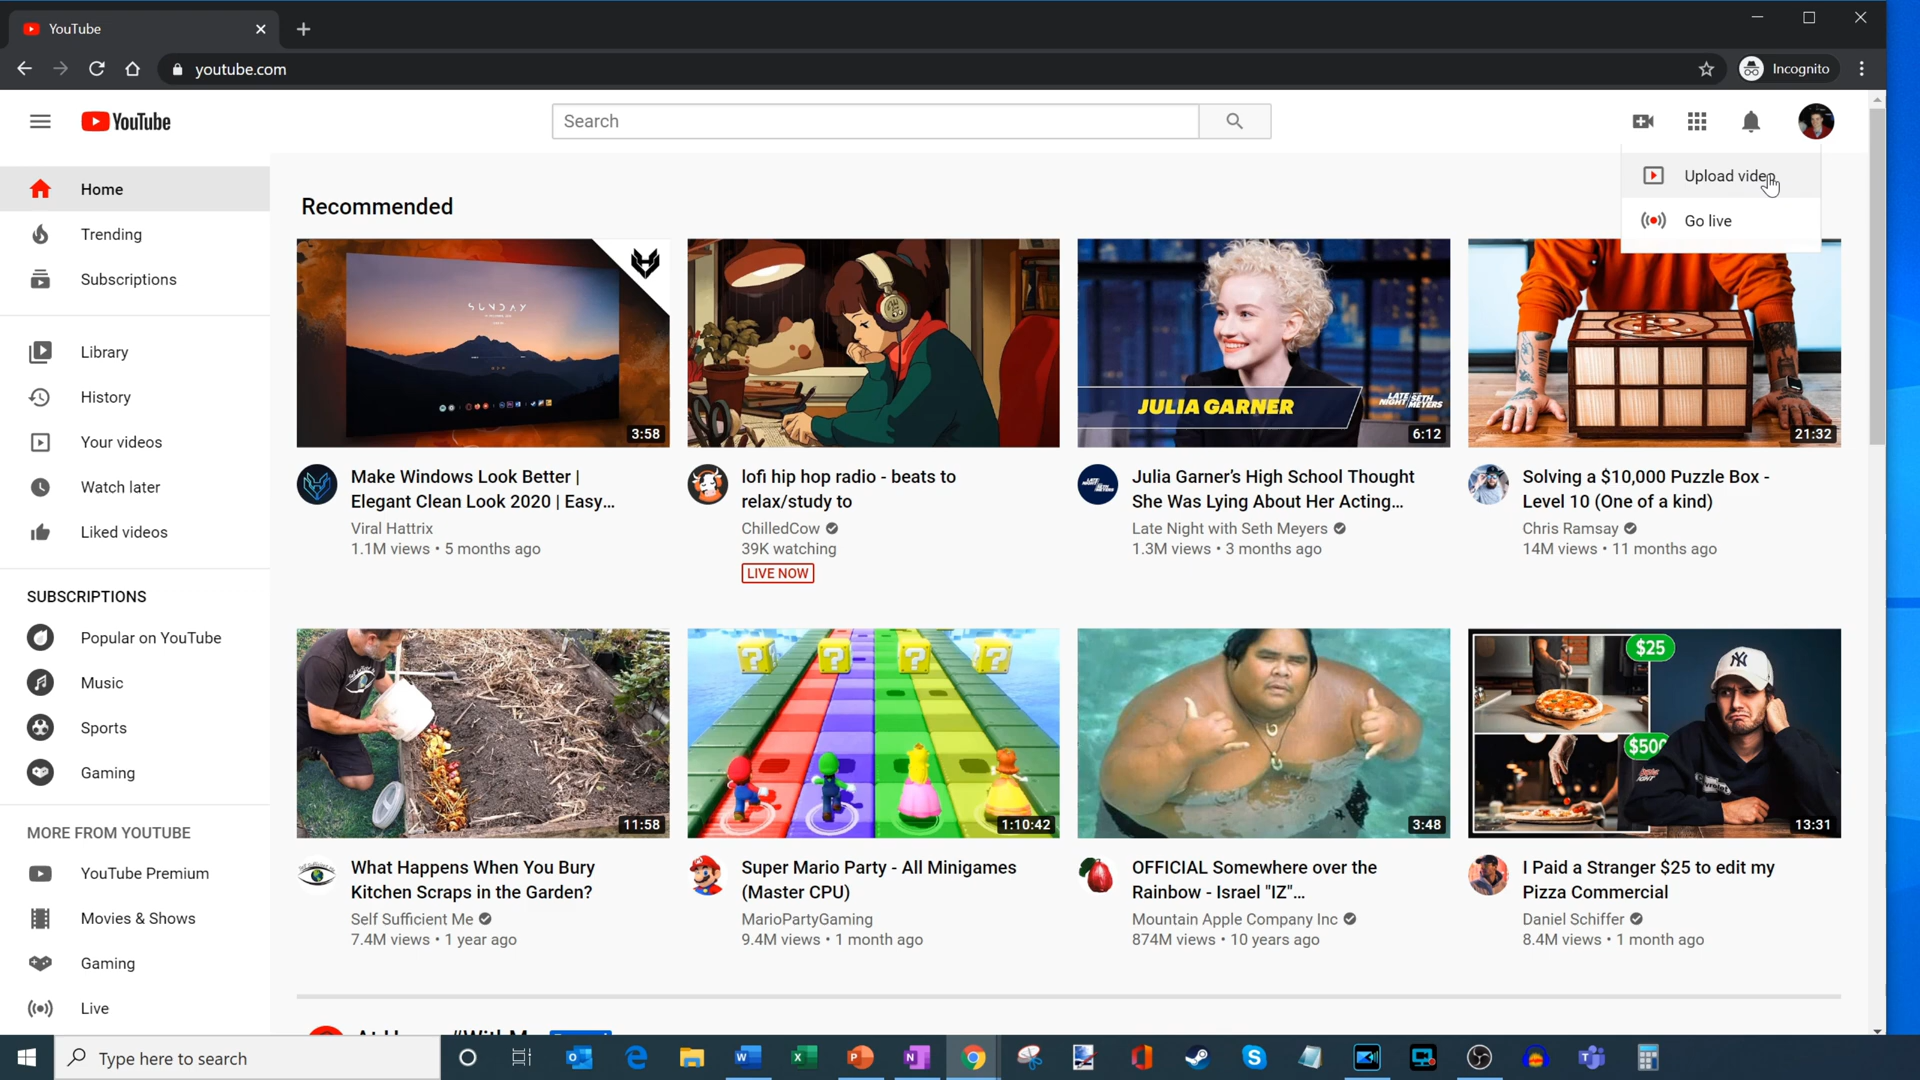 YouTube
youtube.com
Incognito
YouTube
Search
Upload video
Go live
Home
Trending
Subscriptions
Library
History
Your videos
Watch later
Liked videos
SUBSCRIPTIONS
Popular on YouTube
Music
Sports
Gaming
MORE FROM YOUTUBE
YouTube Premium
Movies & Shows
Gaming
Live
Recommended
SUNDAY
3:58
Make Windows Look Better |
Elegant Clean Look 2020 | Easy...
Viral Hattrix
1.1M views • 5 months ago
lofi hip hop radio - beats to
relax/study to
ChilledCow
39K watching
LIVE NOW
JULIA GARNER
LATE NIGHT SETH MEYERS
6:12
Julia Garner's High School Thought
She Was Lying About Her Acting...
Late Night with Seth Meyers
1.3M views • 3 months ago
21:32
Solving a $10,000 Puzzle Box -
Level 10 (One of a kind)
Chris Ramsay
14M views • 11 months ago
11:58
What Happens When You Bury
Kitchen Scraps in the Garden?
Self Sufficient Me
7.4M views • 1 year ago
1:10:42
Super Mario Party - All Minigames
(Master CPU)
MarioPartyGaming
9.4M views • 1 month ago
3:48
OFFICIAL Somewhere over the
Rainbow - Israel "IZ"...
Mountain Apple Company Inc
874M views • 10 years ago
$25
$500
13:31
I Paid a Stranger $25 to edit my
Pizza Commercial
Daniel Schiffer
8.4M views • 1 month ago
Type here to search